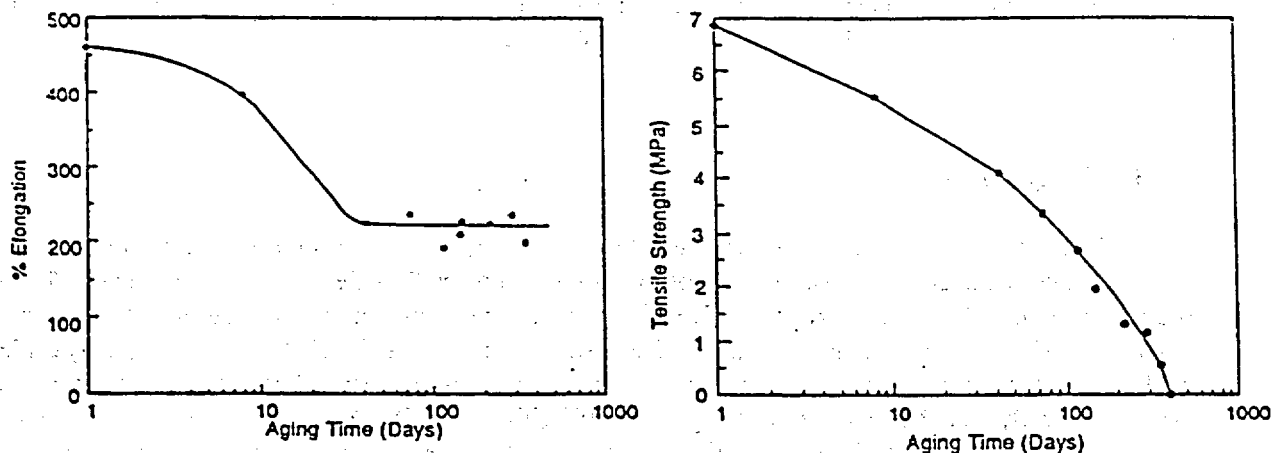 500
400
300
200
100
0
% Elongation
1 10 100 1000
Aging Time (Days)
7
6
5
4
3
2
1
0
Tensile Strength (MPa)
1 10 100 1000
Aging Time (Days)